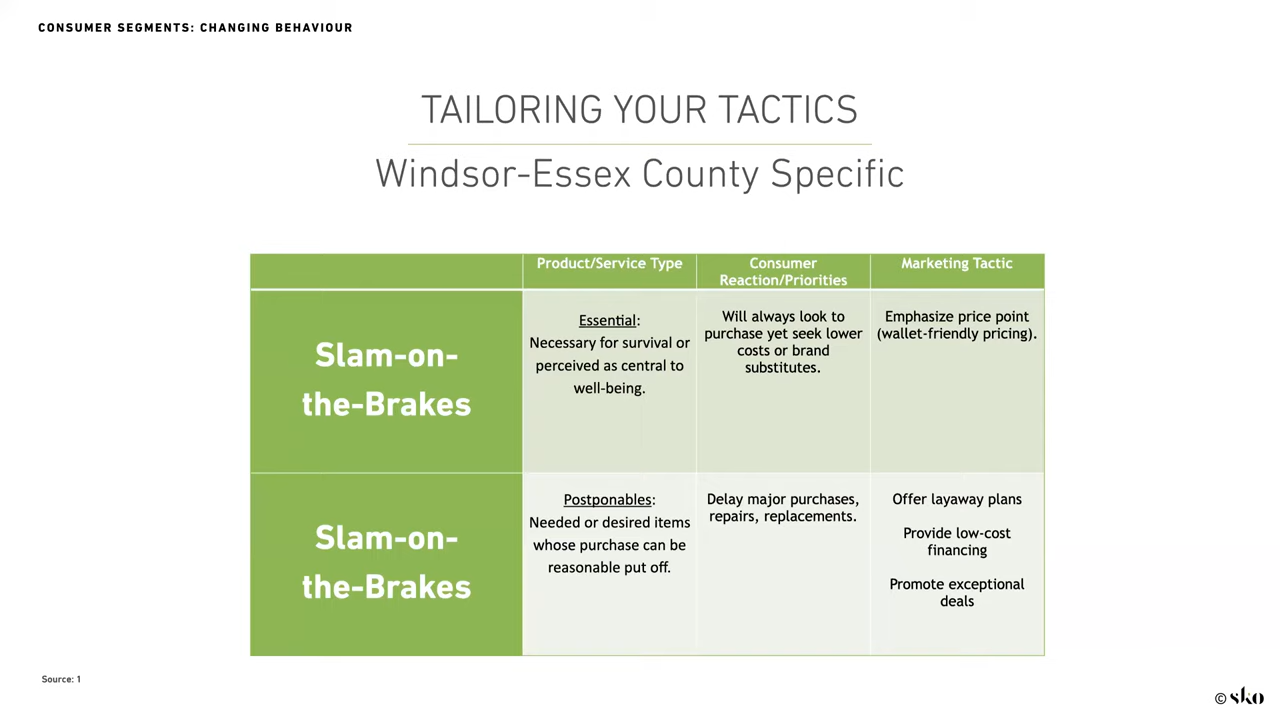 CONSUMER SEGMENTS: CHANGING BEHAVIOUR
TAILORING YOUR TACTICS
Windsor-Essex County Specific
Product/Service Type
Consumer
Reaction/Priorities
Marketing Tactic
Slam-on-
the-Brakes
Essential:
Necessary for survival or
perceived as central to
well-being.
Will always look to
purchase yet seek lower
costs or brand
substitutes.
Emphasize price point
(wallet-friendly pricing).
Slam-on-
the-Brakes
Postponables:
Needed or desired items
whose purchase can be
reasonable put off.
Delay major purchases,
repairs, replacements.
Offer layaway plans
Provide low-cost
financing
Promote exceptional
deals
Source: 1
© sko